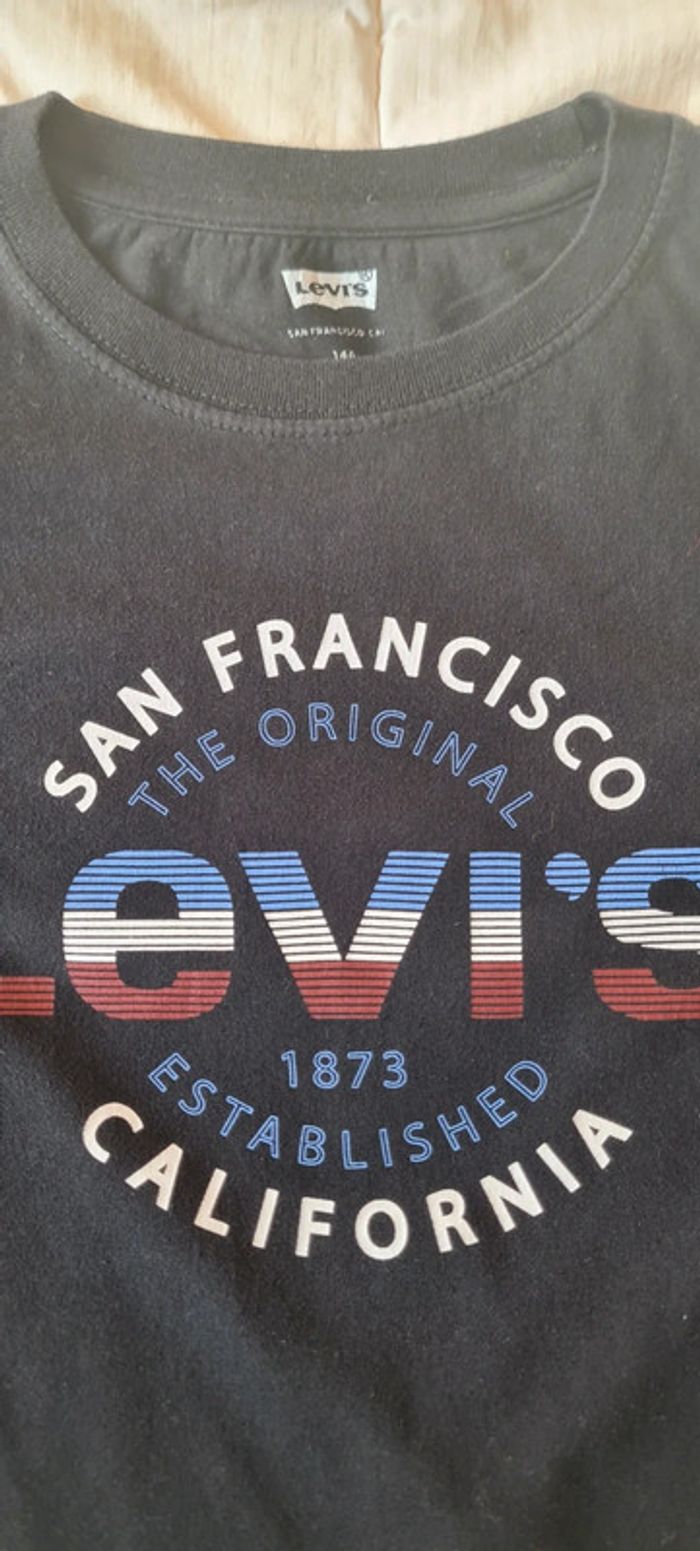 Levi's®
SAN FRANCISCO CA
SAN FRANCISCO
THE ORIGINAL
Levi's
1873
ESTABLISHED
CALIFORNIA